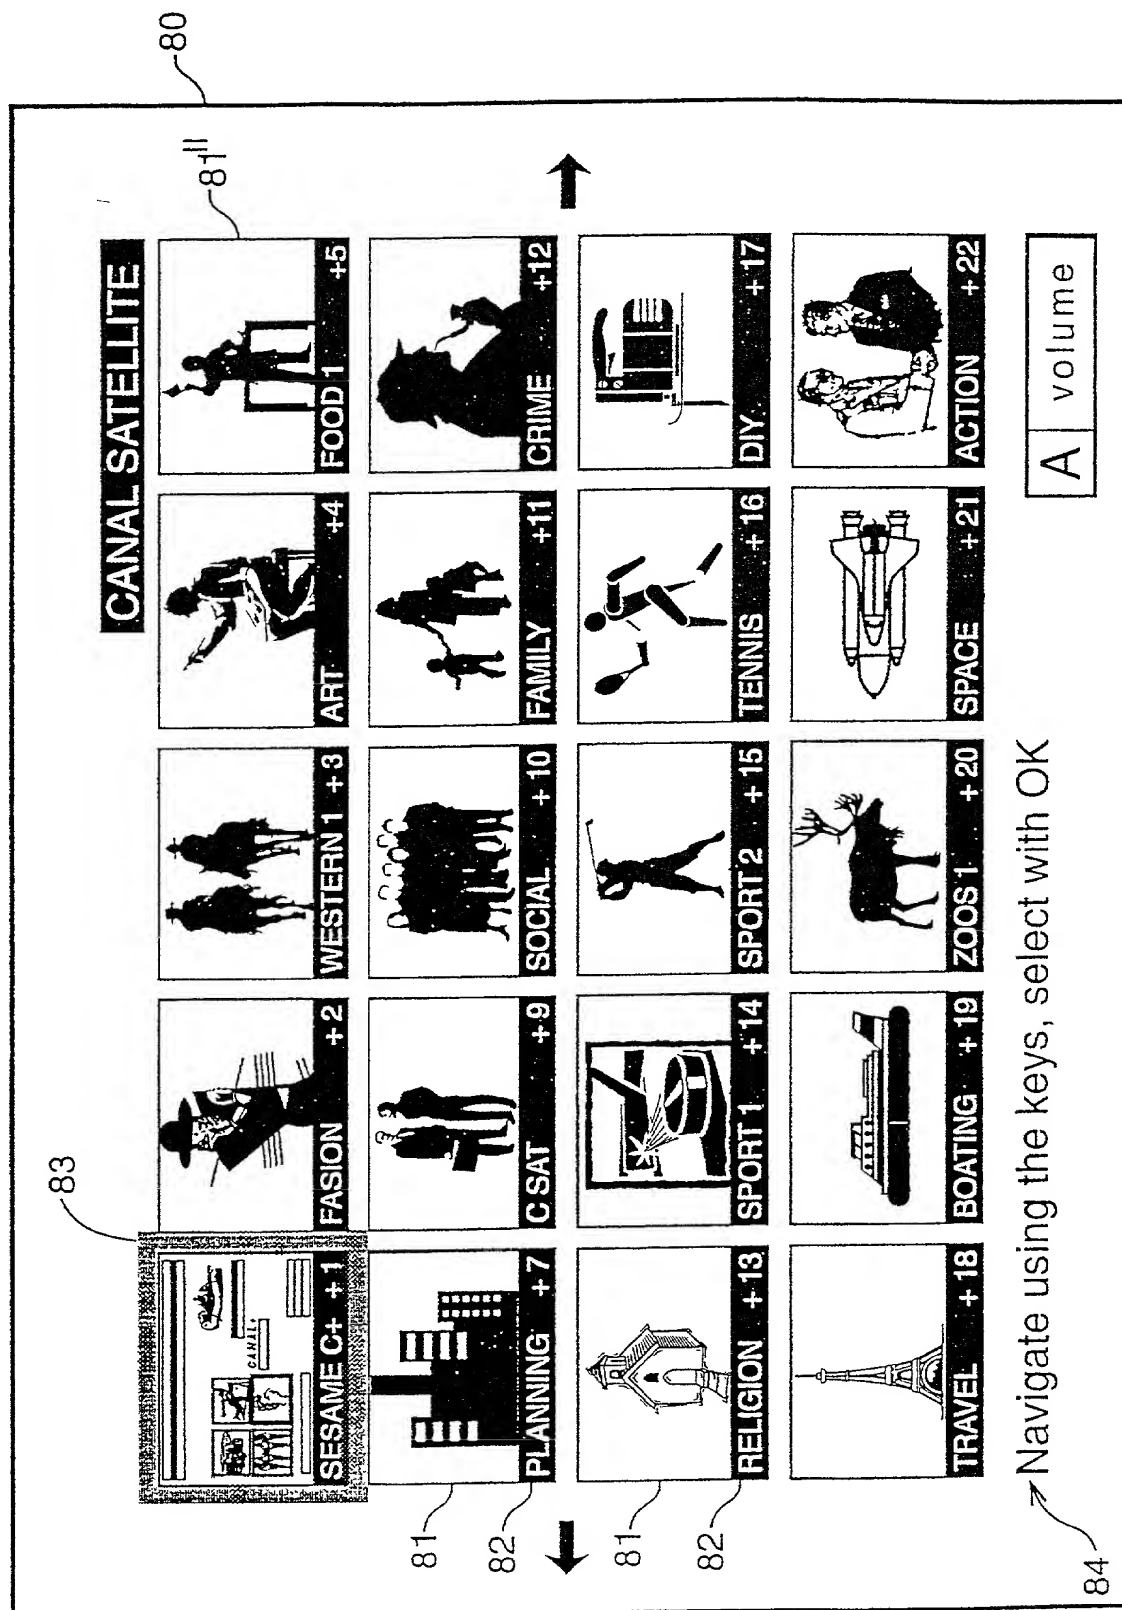 80
83
81"
CANAL SATELLITE
SESAME C+ + 1
FASION + 2
WESTERN 1 + 3
ART +4
FOOD 1 +5
PLANNING + 7
C SAT + 9
SOCIAL + 10
FAMILY +11
CRIME +12
RELIGION + 13
SPORT 1 + 14
SPORT 2 + 15
TENNIS + 16
DIY. + 17
TRAVEL + 18
BOATING + 19
ZOOS 1 + 20
SPACE + 21
ACTION + 22
81
82
81
82
CANAL+
84
Navigate using the keys, select with OK
A volume